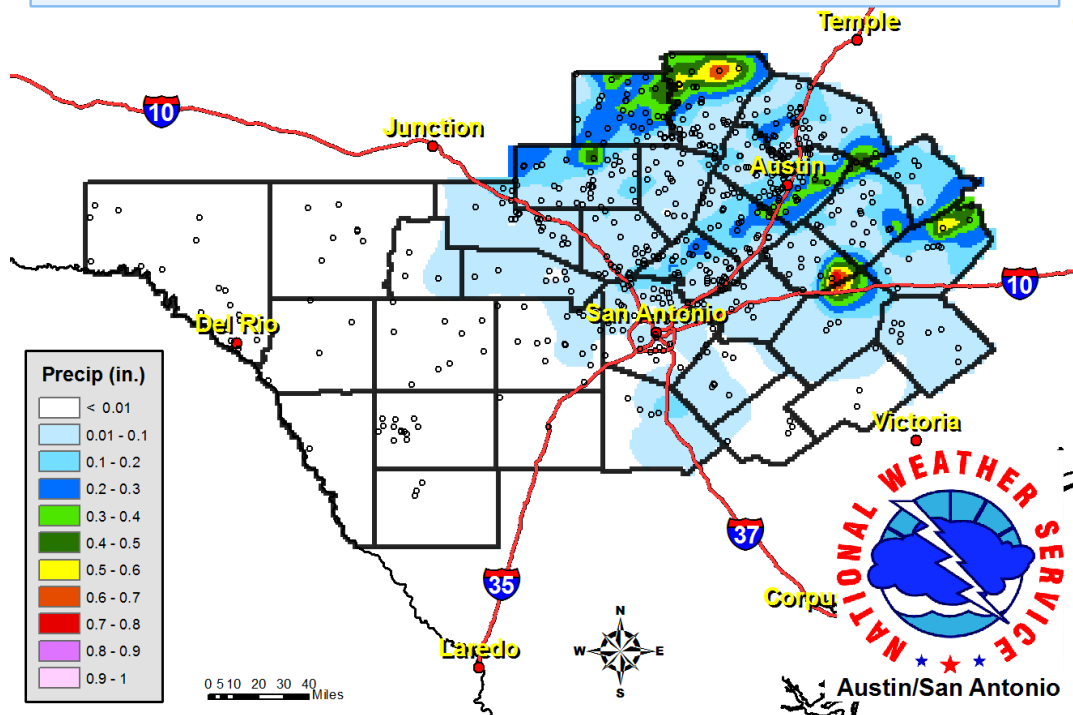 Temple
10
Junction
Austin
10
San Antonio
Del Rio
Precip (in.)
< 0.01
0.01 - 0.1
0.1 - 0.2
0.2 - 0.3
0.3 - 0.4
0.4 - 0.5
0.5 - 0.6
0.6 - 0.7
0.7 - 0.8
0.8 - 0.9
0.9 - 1
Victoria
NATIONAL WEATHER SERVICE
37
35
Corpu
Laredo
N
W E
S
0 5 10 20 30 40
Miles
Austin/San Antonio